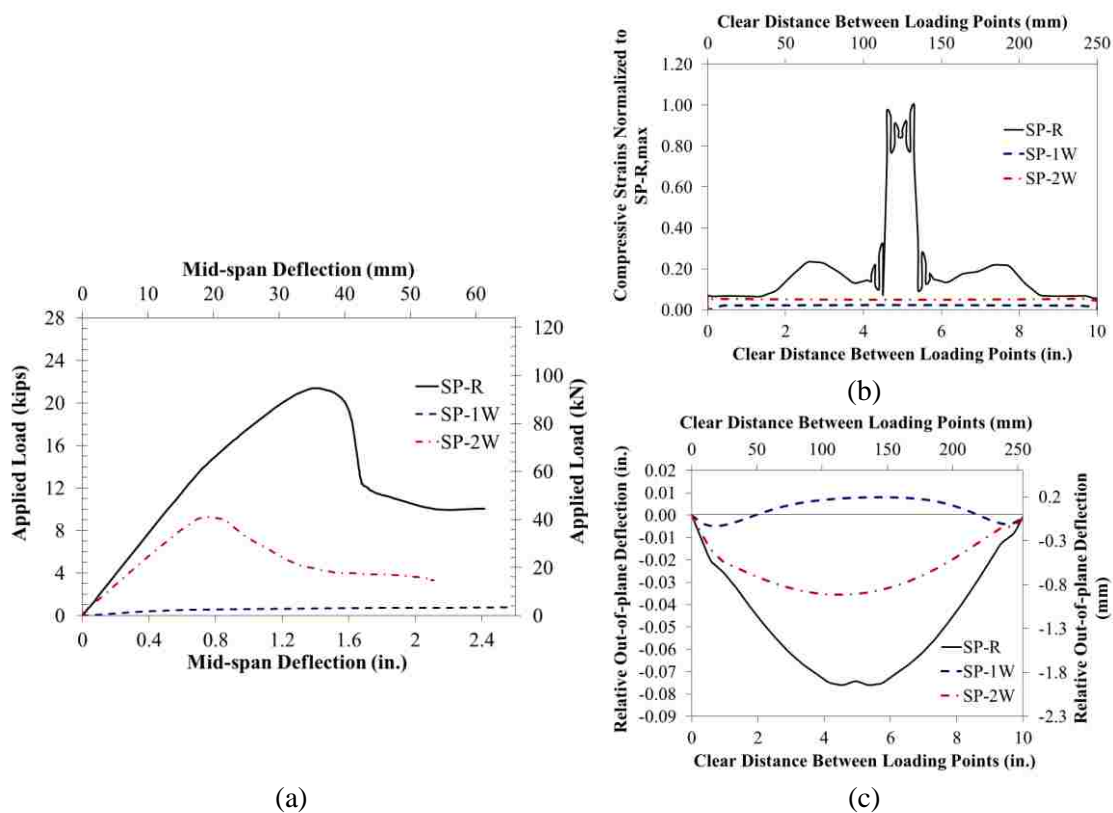 Mid-span Deflection (mm)
0 10 20 30 40 50 60
28
24
20
16
12
8
4
0
Applied Load (kips)
120
100
80
60
40
20
0
Applied Load (kN)
SP-R
SP-1W
SP-2W
0 0.4 0.8 1.2 1.6 2 2.4
Mid-span Deflection (in.)
(a)
Clear Distance Between Loading Points (mm)
0 50 100 150 200 250
1.20
1.00
0.80
0.60
0.40
0.20
0.00
Compressive Strains Normalized to
SP-R,max
SP-R
SP-1W
SP-2W
0 2 4 6 8 10
Clear Distance Between Loading Points (in.)
(b)
Clear Distance Between Loading Points (mm)
0 50 100 150 200 250
0.02
0.01
0.00
-0.01
-0.02
-0.03
-0.04
-0.05
-0.06
-0.07
-0.08
-0.09
Relative Out-of-plane Deflection (in.)
0.2
-0.3
-0.8
-1.3
-1.8
-2.3
Relative Out-of-plane Deflection
(mm)
SP-R
SP-1W
SP-2W
0 2 4 6 8 10
Clear Distance Between Loading Points (in.)
(c)